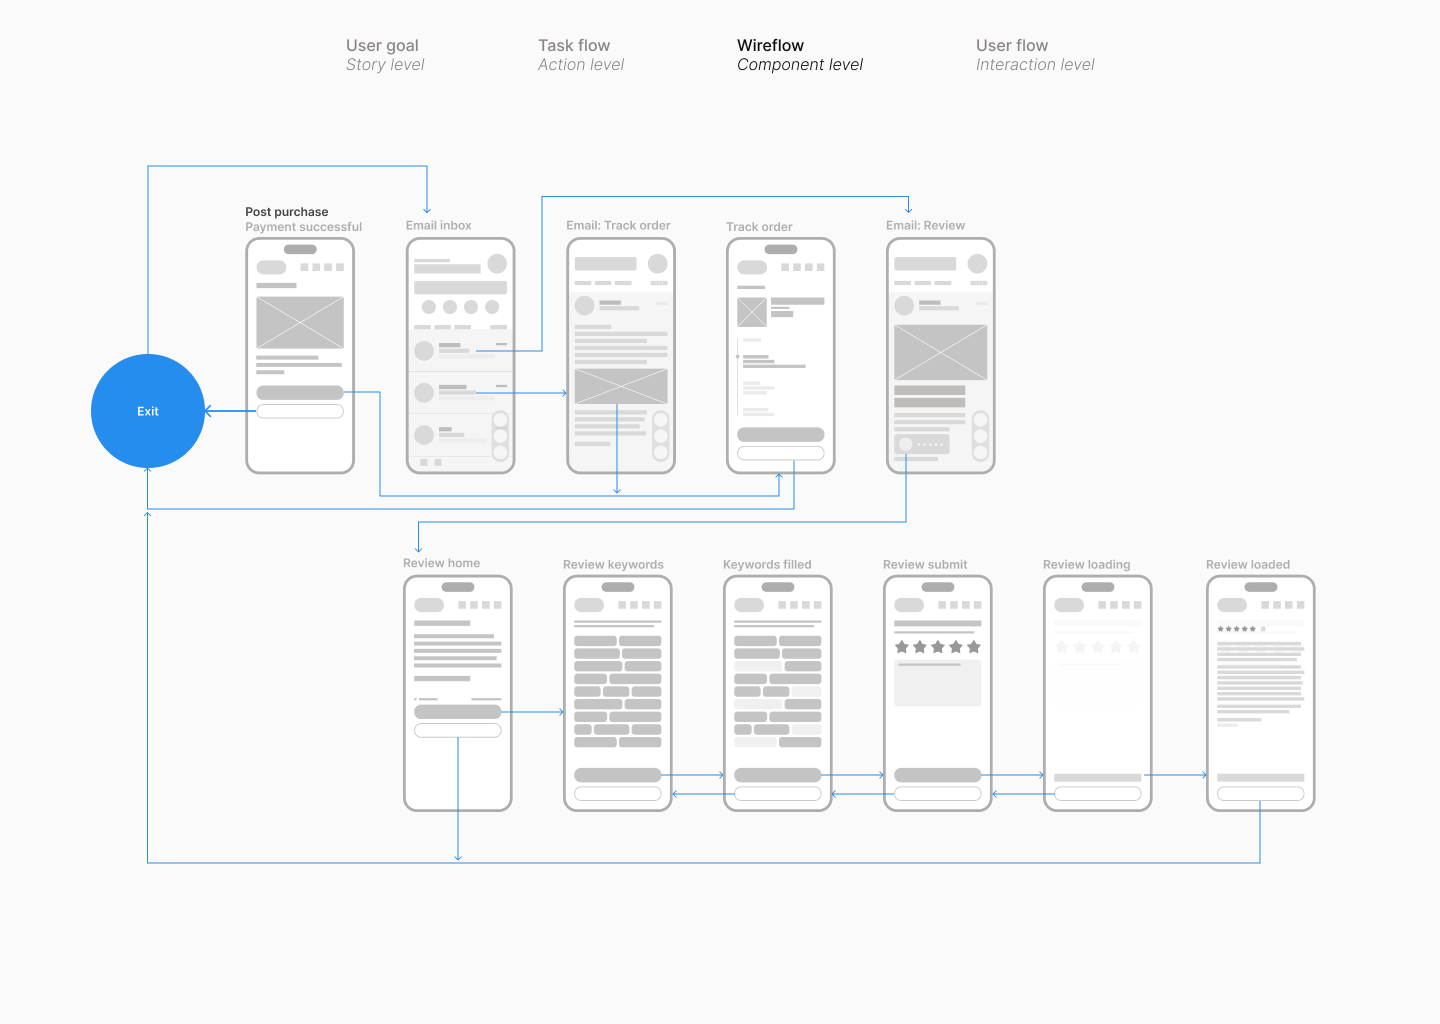 User goal
Story level
Task flow
Action level
Wireflow
Component level
User flow
Interaction level
Post purchase
Payment successful
Email inbox
Email: Track order
Track order
Email: Review
Exit
Review home
Review keywords
Keywords filled
Review submit
Review loading
Review loaded